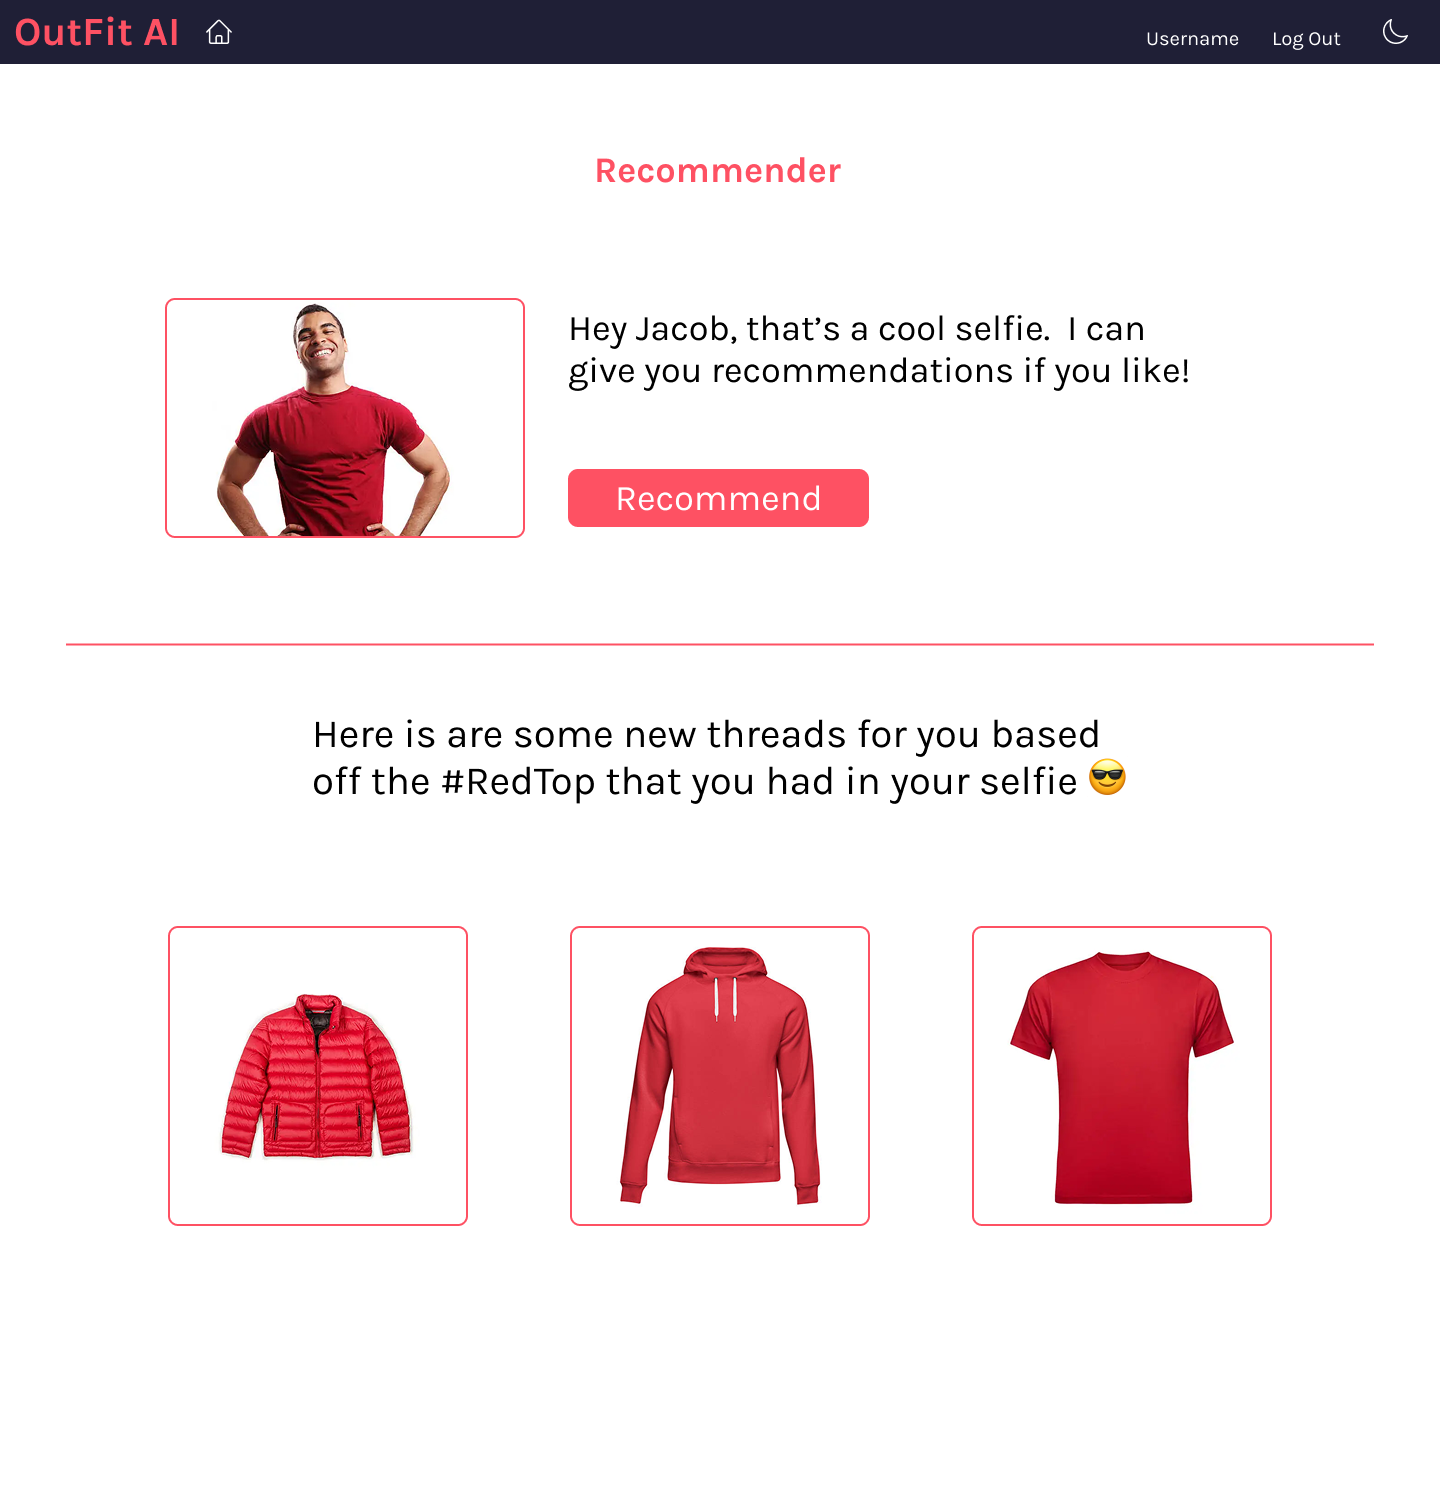 OutFit AI
Username Log Out
Recommender
Hey Jacob, that’s a cool selfie.  I can
give you recommendations if you like!
Recommend
Here is are some new threads for you based
off the #RedTop that you had in your selfie 😎